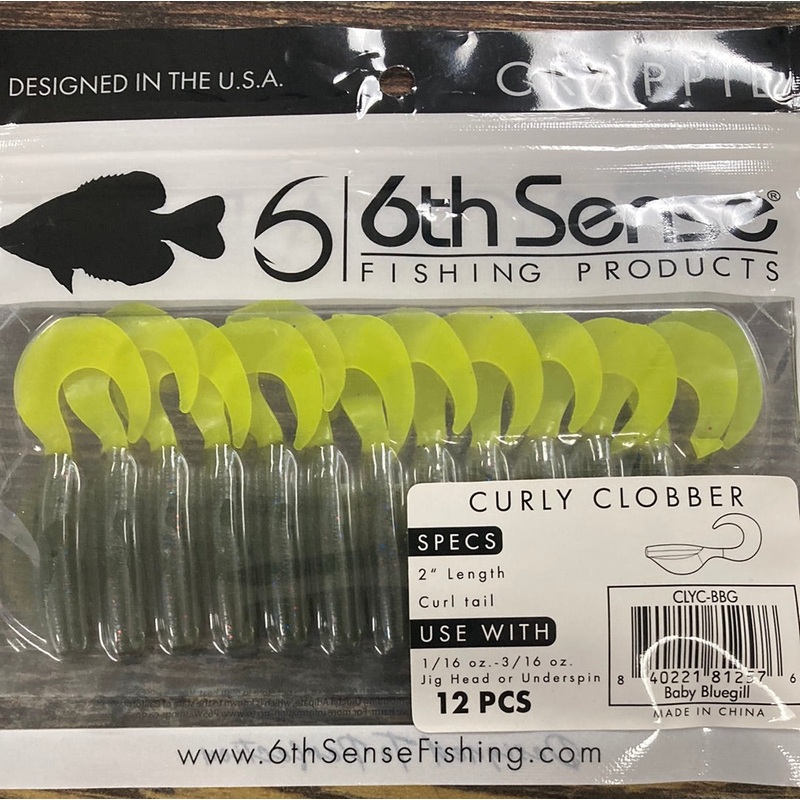 DESIGNED IN THE U.S.A.
CRAPPIE
6 6th Sense®
FISHING PRODUCTS
CURLY CLOBBER
SPECS
2" Length
Curl tail
USE WITH
1/16 oz.-3/16 oz.
Jig Head or Underspin
12 PCS
CLYC-BBG
8 40221 81257 6
Baby Bluegill
MADE IN CHINA
www.6thSenseFishing.com